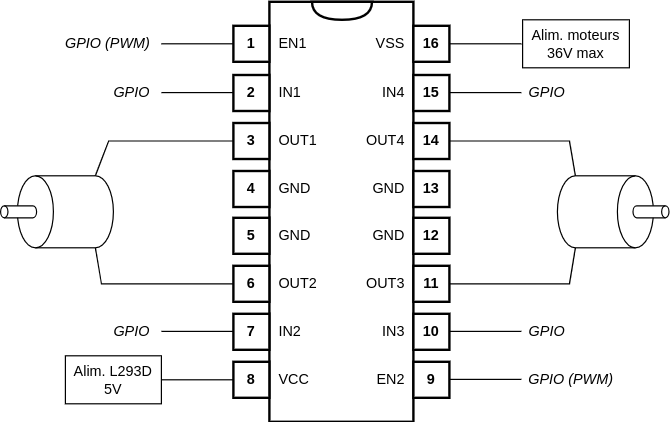 GPIO (PWM) 1 EN1 VSS 16 Alim. moteurs
36V max
GPIO 2 IN1 IN4 15 GPIO
3 OUT1 OUT4 14
4 GND GND 13
5 GND GND 12
6 OUT2 OUT3 11
GPIO 7 IN2 IN3 10 GPIO
Alim. L293D
5V
8 VCC EN2 9 GPIO (PWM)